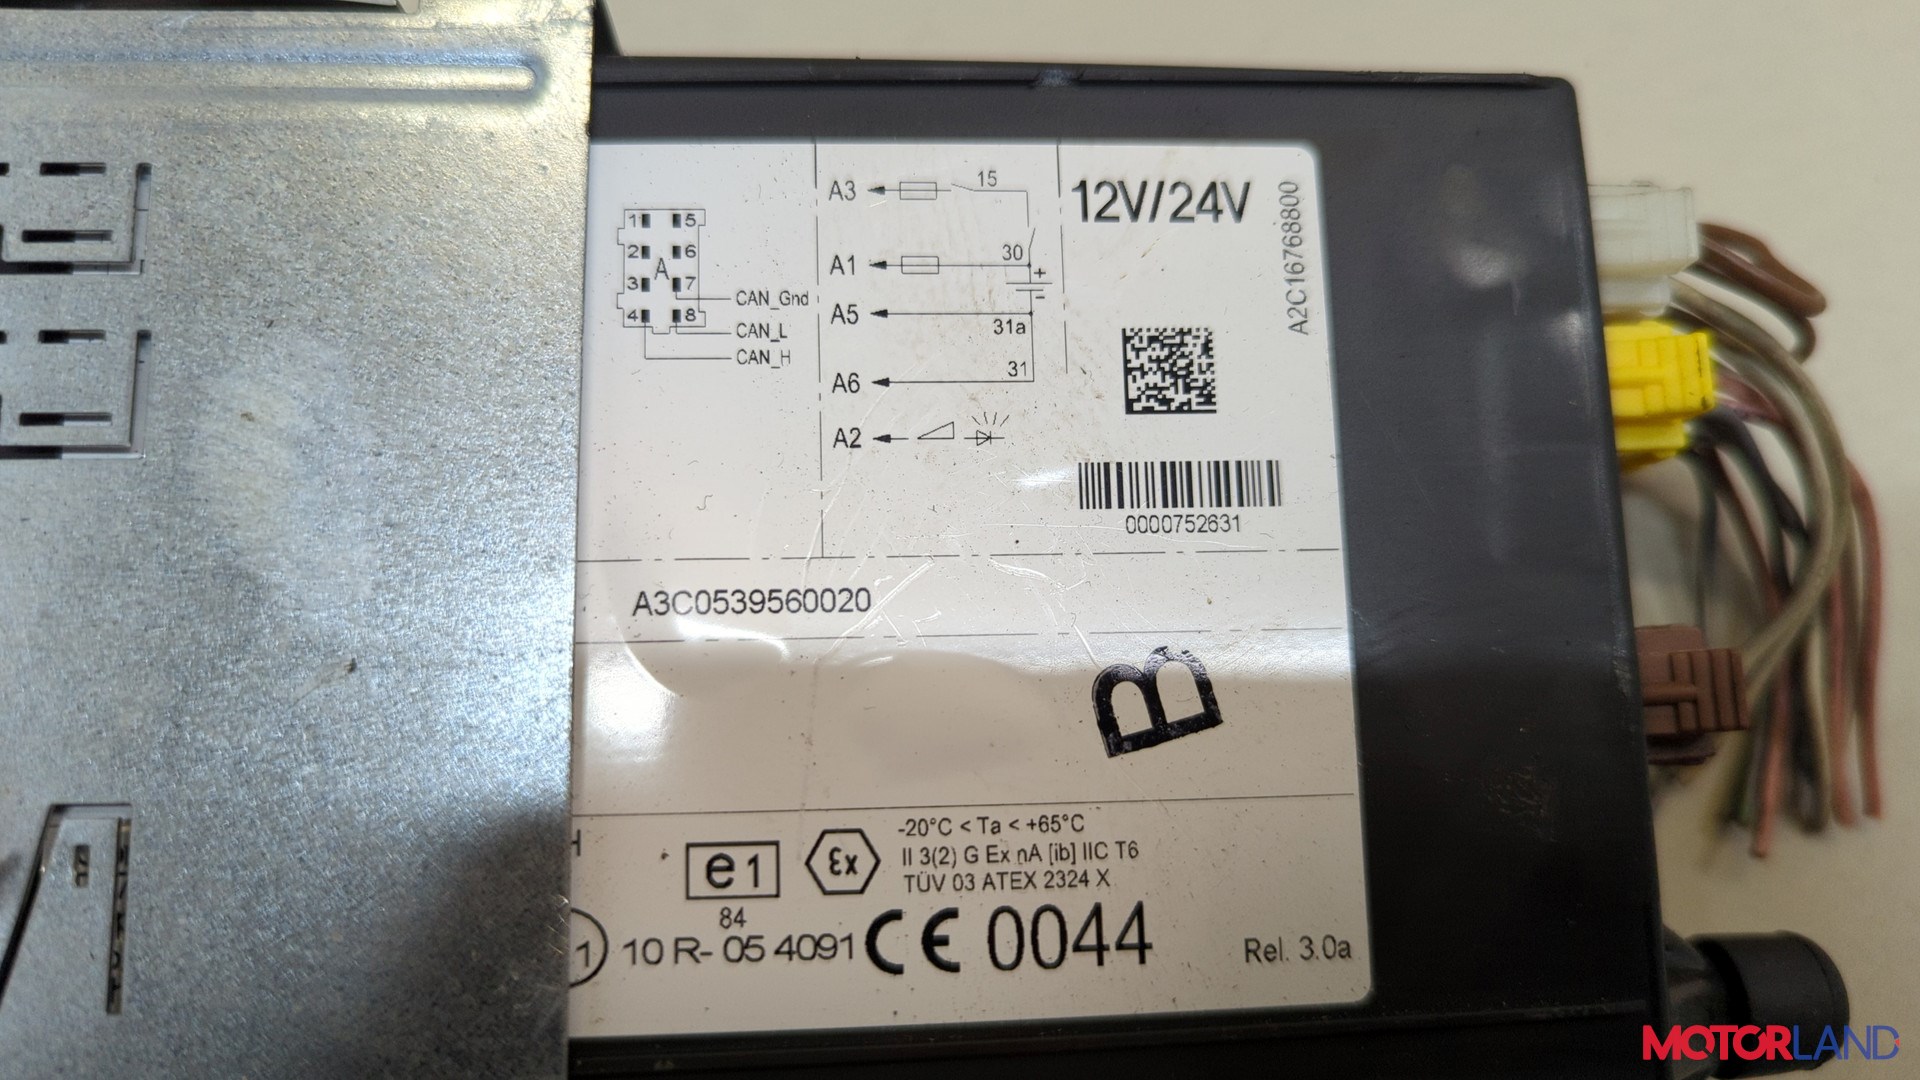 1 5
2 6
A
3 7
4 8
CAN_Gnd
CAN_L
CAN_H
A3 15
A1 30
+
-
A5 31a
A6 31
A2
12V/24V
A2C16768800
0000752631
A3C0539560020
B
H
e1
84
εx
-20°C < Ta < +65°C
II 3(2) G Ex nA [ib] IIC T6
TÜV 03 ATEX 2324 X
1 10 R- 05 4091 CE 0044
Rel. 3.0a
MOTORLAND